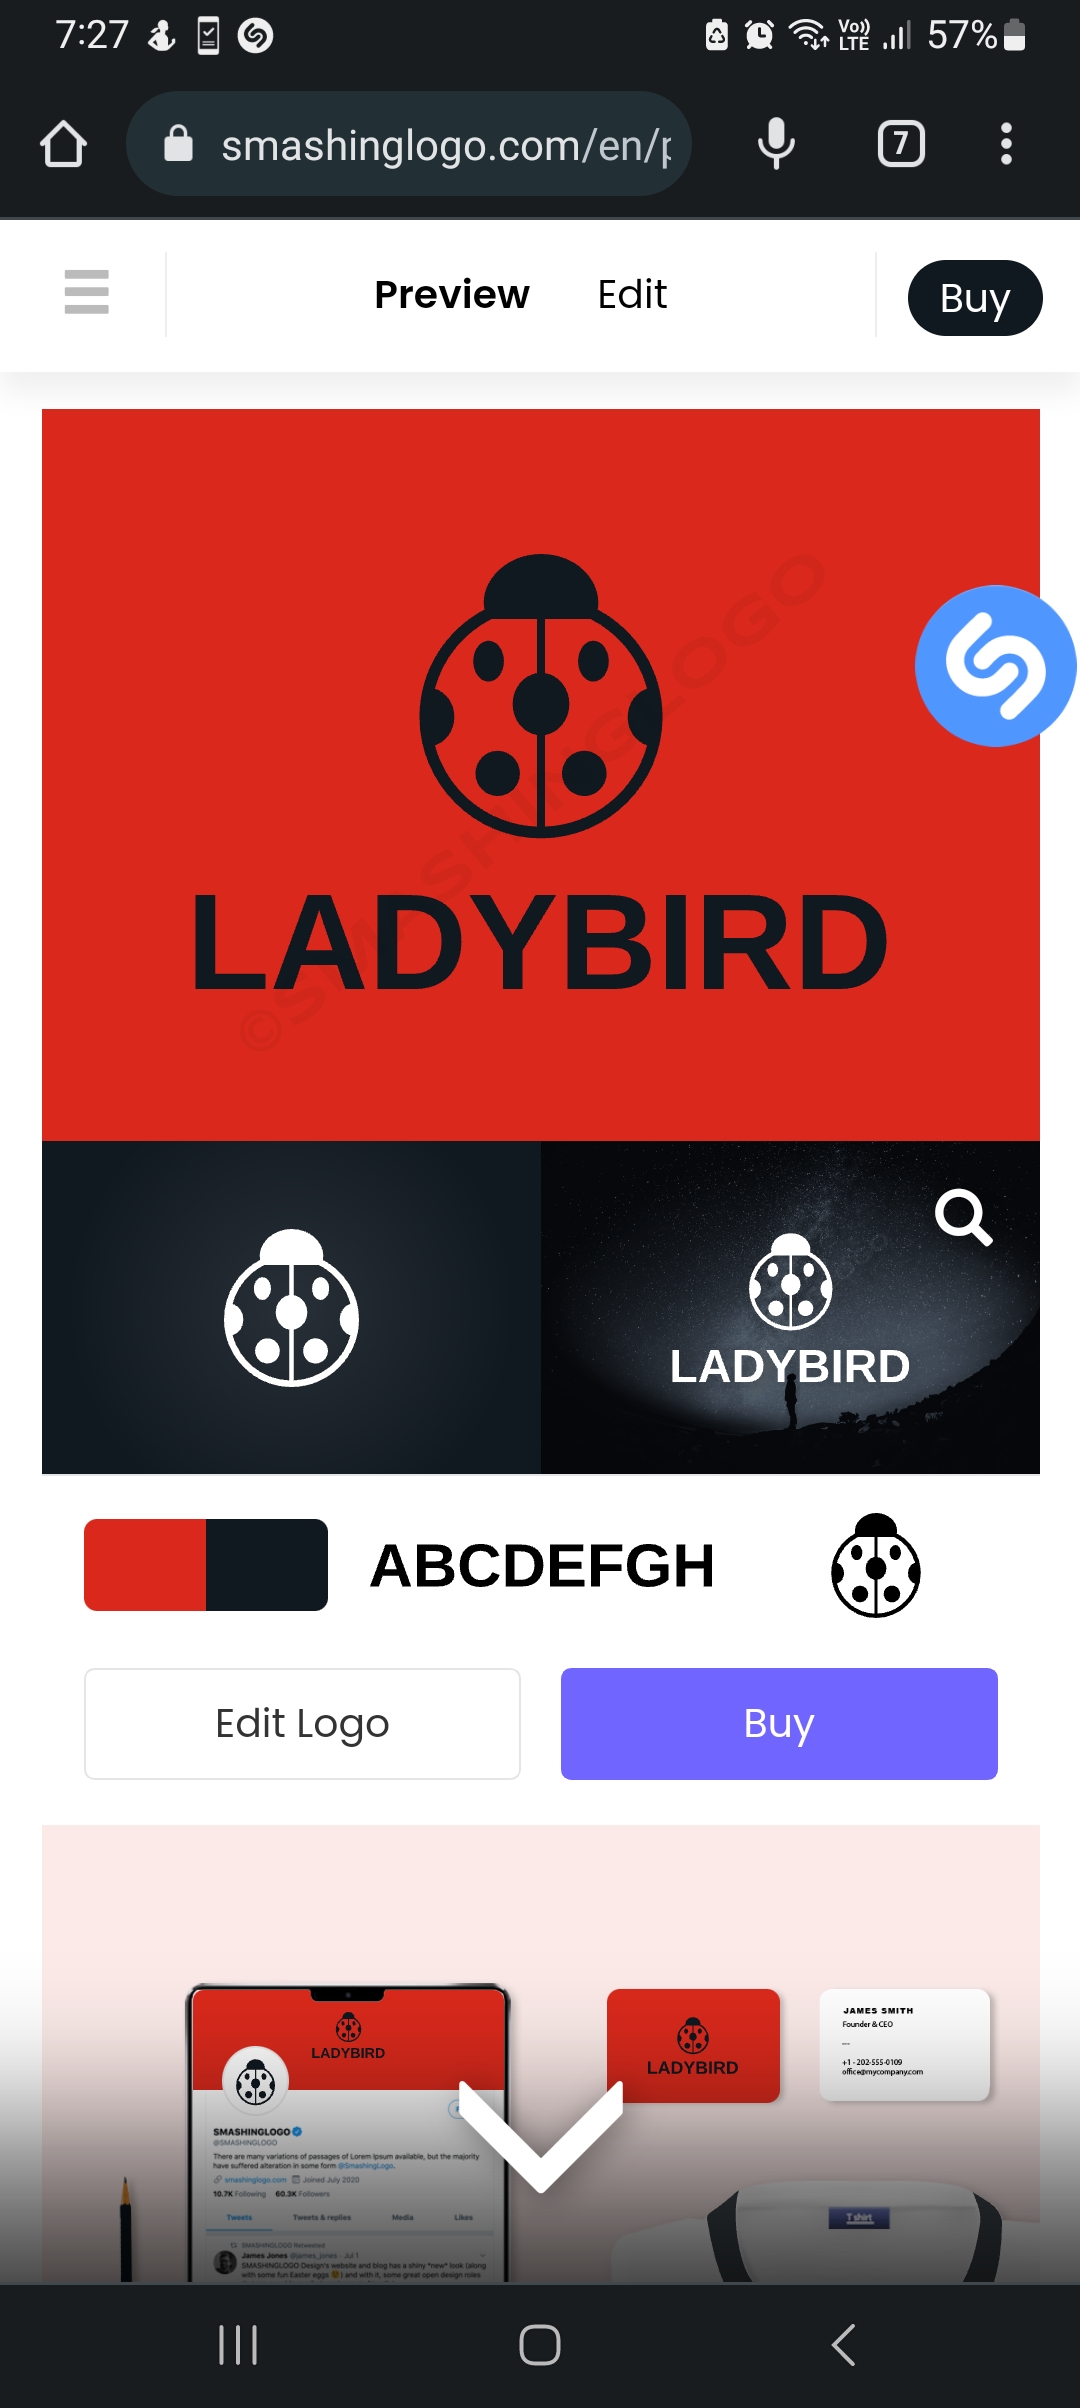 7:27
Vo)) LTE
57%
smashinglogo.com/en/p
7
Preview
Edit
Buy
©SMASHINGLOGO
LADYBIRD
LADYBIRD
ABCDEFGH
Edit Logo
Buy
LADYBIRD
SMASHINGLOGO
@SMASHINGLOGO
There are many variations of passages of Lorem Ipsum available, but the majority
have suffered alteration in some form @SmashingLogo.
smashinglogo.com Joined July 2020
10.7K Following 60.3K Followers
Tweets Tweets & replies Media Likes
SMASHINGLOGO Retweeted
James Jones @james_jones · Jul 1
SMASHINGLOGO Design's website and blog has a shiny *new* look (along
with some fun Easter eggs) and with it, some great open design roles
LADYBIRD
JAMES SMITH
Founder & CEO
+1 - 202-555-0109
office@mycompany.com
T shirt